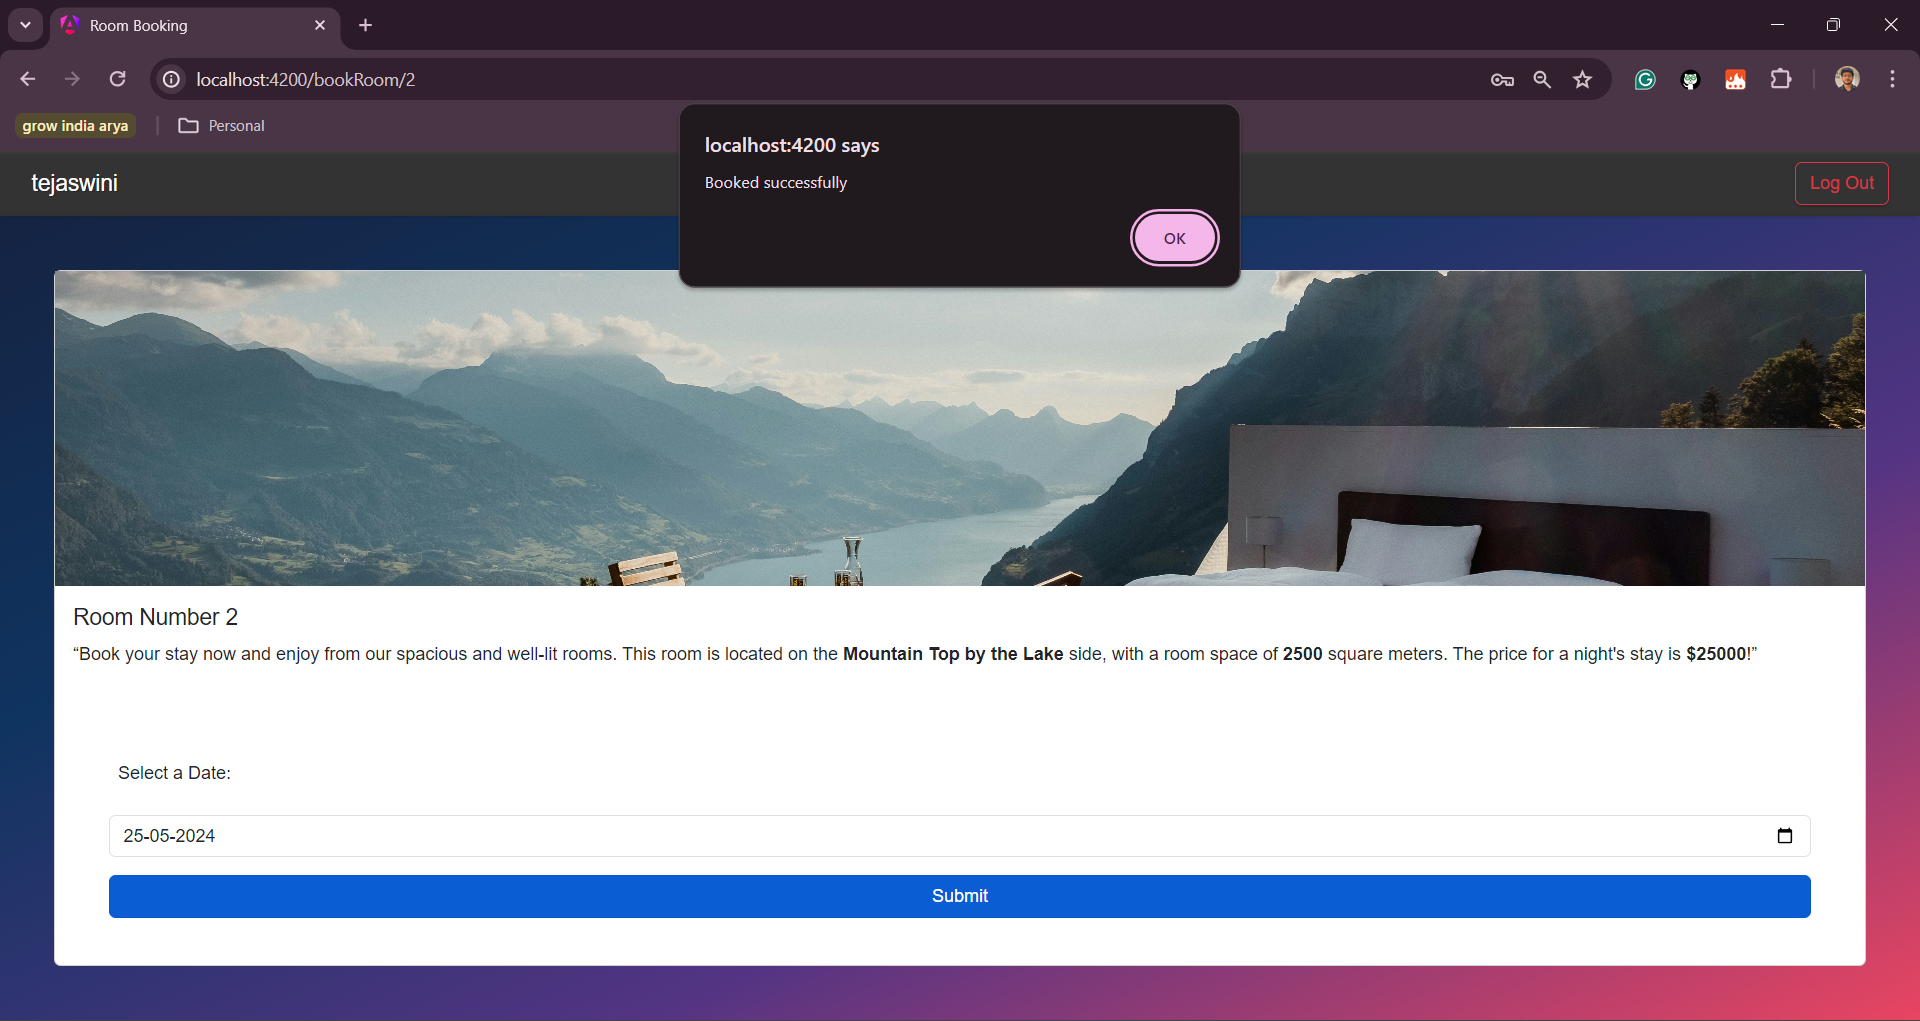 Room Booking
localhost:4200/bookRoom/2
grow india arya
Personal
localhost:4200 says
Booked successfully
OK
tejaswini
Log Out
Room Number 2
“Book your stay now and enjoy from our spacious and well-lit rooms. This room is located on the Mountain Top by the Lake side, with a room space of 2500 square meters. The price for a night's stay is $25000!”
Select a Date:
25-05-2024
Submit